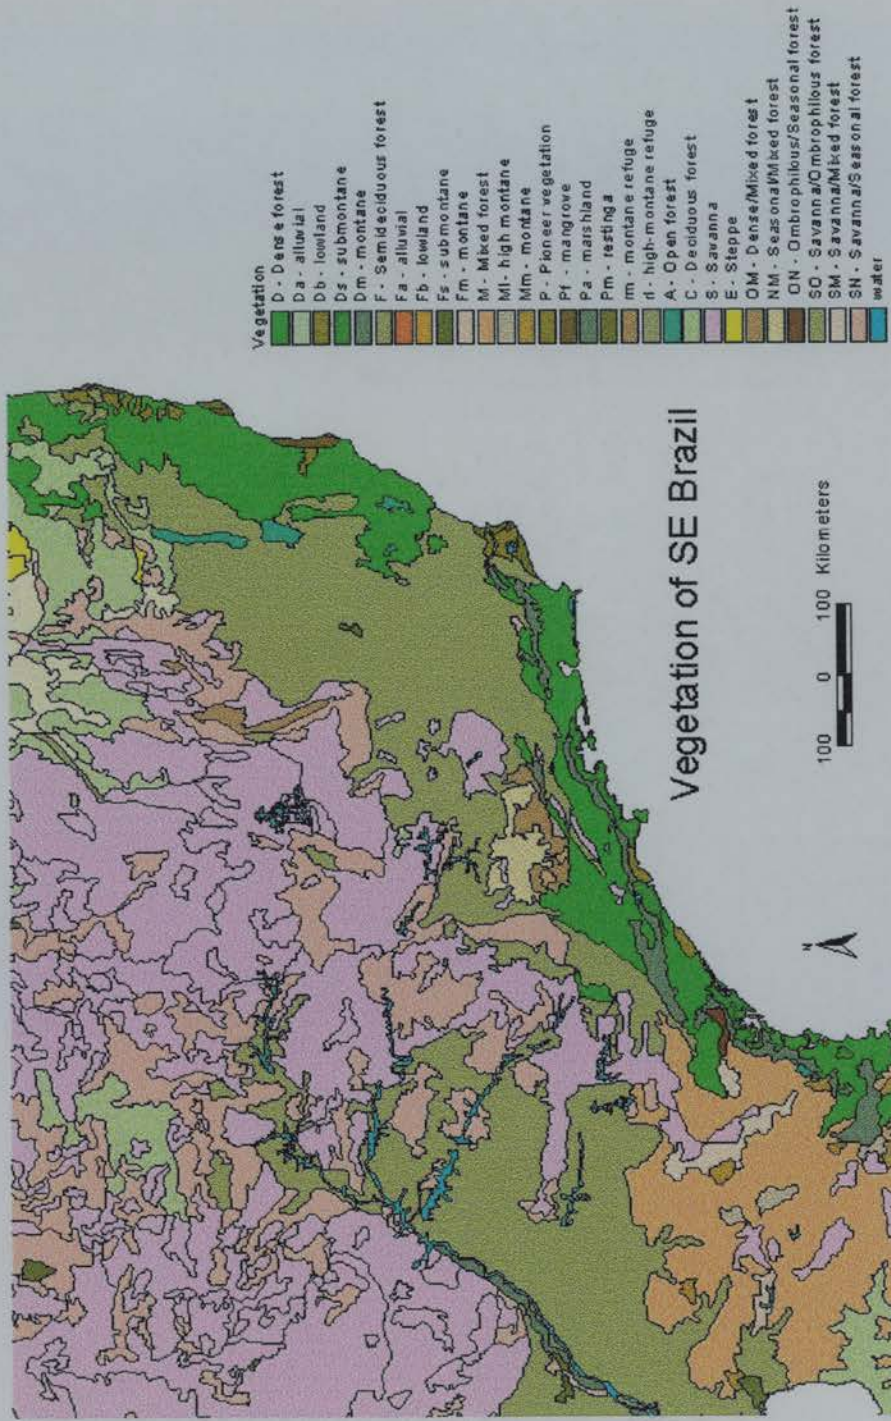 Vegetation
D - Dense forest
Da - alluvial
Db - lowland
Ds - submontane
Dm - montane
F - Semideciduous forest
Fa - alluvial
Fb - lowland
Fs - submontane
Fm - montane
M - Mixed forest
Ml - high montane
Mm - montane
P - Pioneer vegetation
Pf - mangrove
Pa - marshland
Pm - restinga
rm - montane refuge
rl - high-montane refuge
A - Open forest
C - Deciduous forest
S - Savanna
E - Steppe
OM - Dense/Mixed forest
NM - Seasonal/Mixed forest
ON - Ombrophilous/Seasonal forest
SO - Savanna/Ombrophilous forest
SM - Savanna/Mixed forest
SN - Savanna/Seasonal forest
water
Vegetation of SE Brazil
N
100 0 100 Kilometers